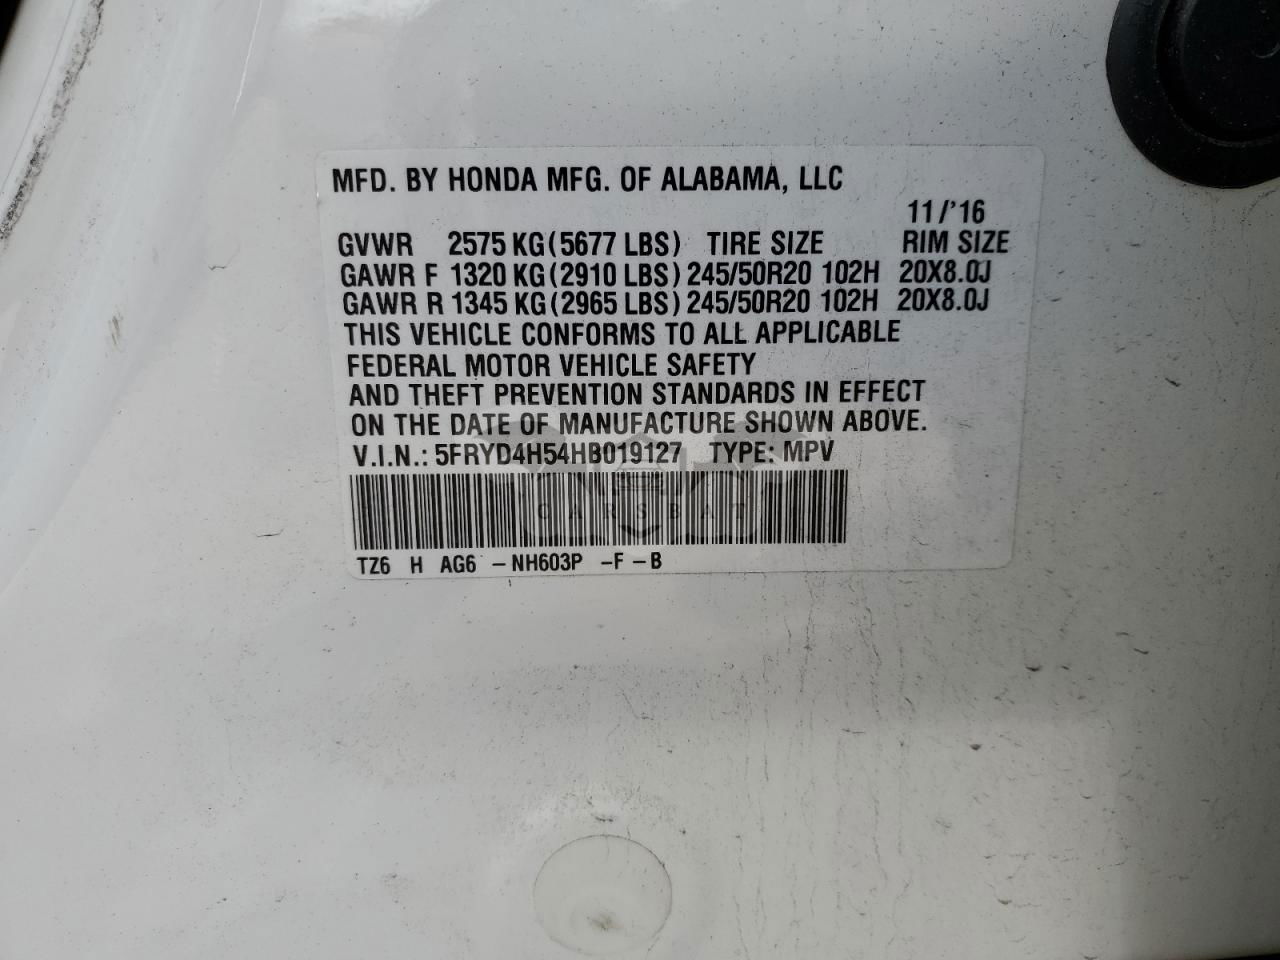 MFD. BY HONDA MFG. OF ALABAMA, LLC
11/'16
GVWR 2575 KG(5677 LBS) TIRE SIZE RIM SIZE
GAWR F 1320 KG(2910 LBS) 245/50R20 102H 20X8.0J
GAWR R 1345 KG(2965 LBS) 245/50R20 102H 20X8.0J
THIS VEHICLE CONFORMS TO ALL APPLICABLE
FEDERAL MOTOR VEHICLE SAFETY
AND THEFT PREVENTION STANDARDS IN EFFECT
ON THE DATE OF MANUFACTURE SHOWN ABOVE.
V.I.N.: 5FRYD4H54HB019127 TYPE: MPV
CARSBAT
TZ6 H AG6 -NH603P -F-B